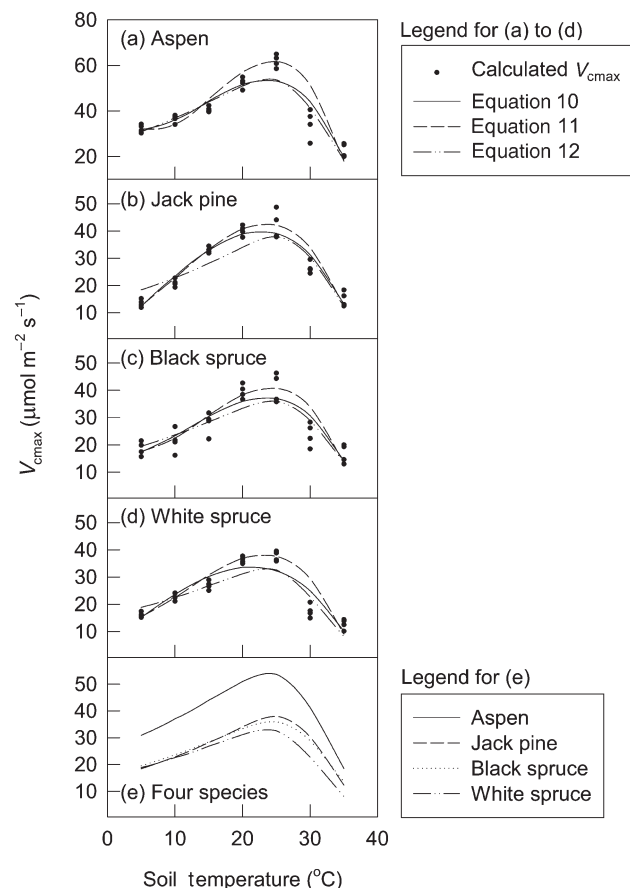 (a) Aspen
80
60
40
20
(b) Jack pine
50
40
30
20
10
(c) Black spruce
50
40
30
20
10
(d) White spruce
50
40
30
20
10
50
40
30
20
10
(e) Four species
0 10 20 30 40
Soil temperature (°C)
Vcmax (μmol m⁻² s⁻¹)
Legend for (a) to (d)
Calculated Vcmax
Equation 10
Equation 11
Equation 12
Legend for (e)
Aspen
Jack pine
Black spruce
White spruce